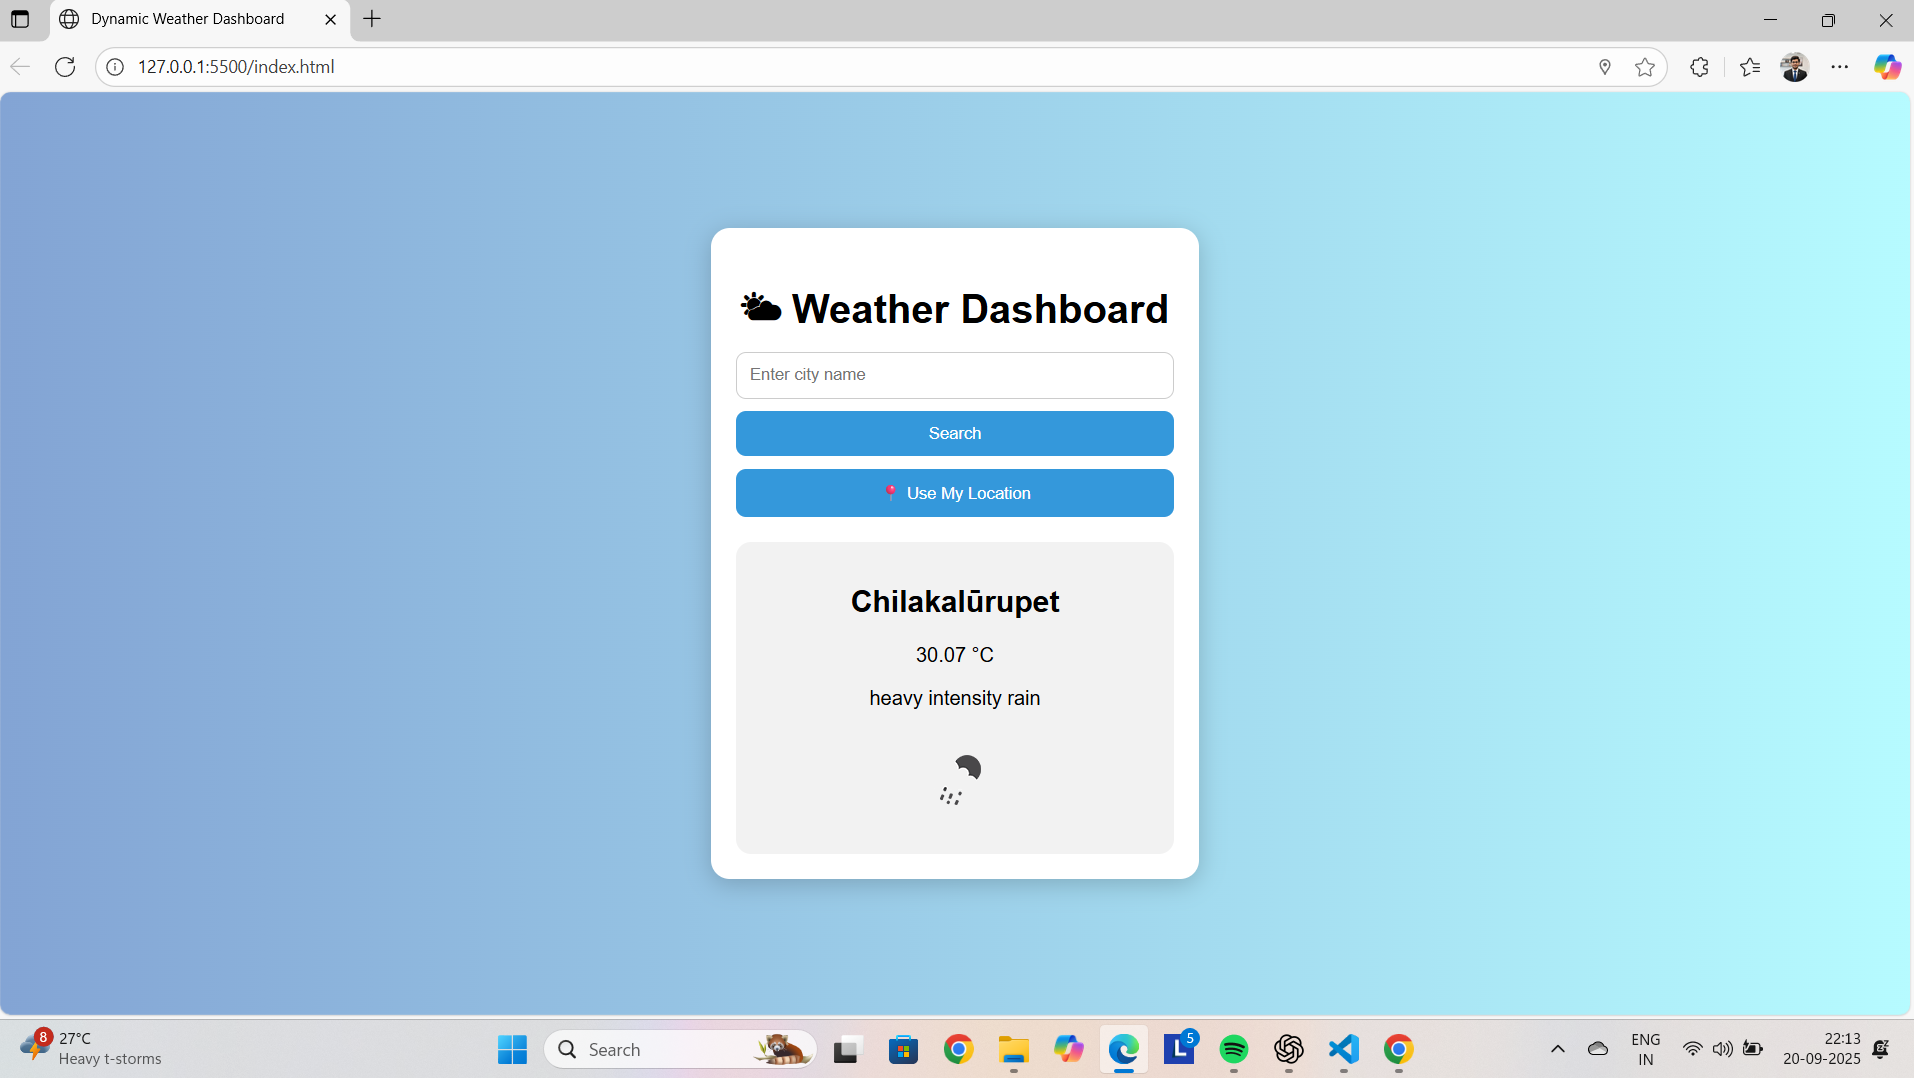 Dynamic Weather Dashboard
127.0.0.1:5500/index.html
🌥 Weather Dashboard
Enter city name
Search
📍 Use My Location
Chilakalūrupet
30.07 °C
heavy intensity rain
8
27°C
Heavy t-storms
Search
L
5
ENG
IN
22:13
20-09-2025